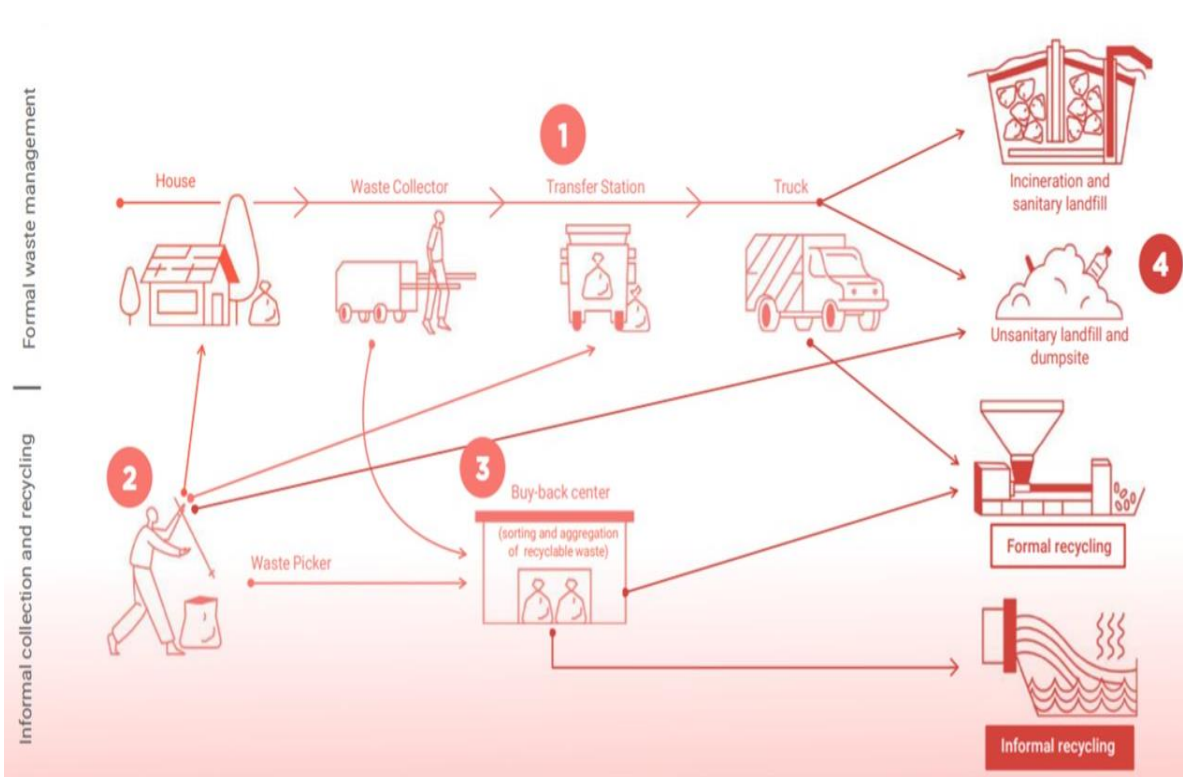 Formal waste management
Informal collection and recycling
1
House
Waste Collector
Transfer Station
Truck
Incineration and
sanitary landfill
4
Unsanitary landfill and
dumpsite
2
Waste Picker
3
Buy-back center
(sorting and aggregation
of recyclable waste)
Formal recycling
Informal recycling